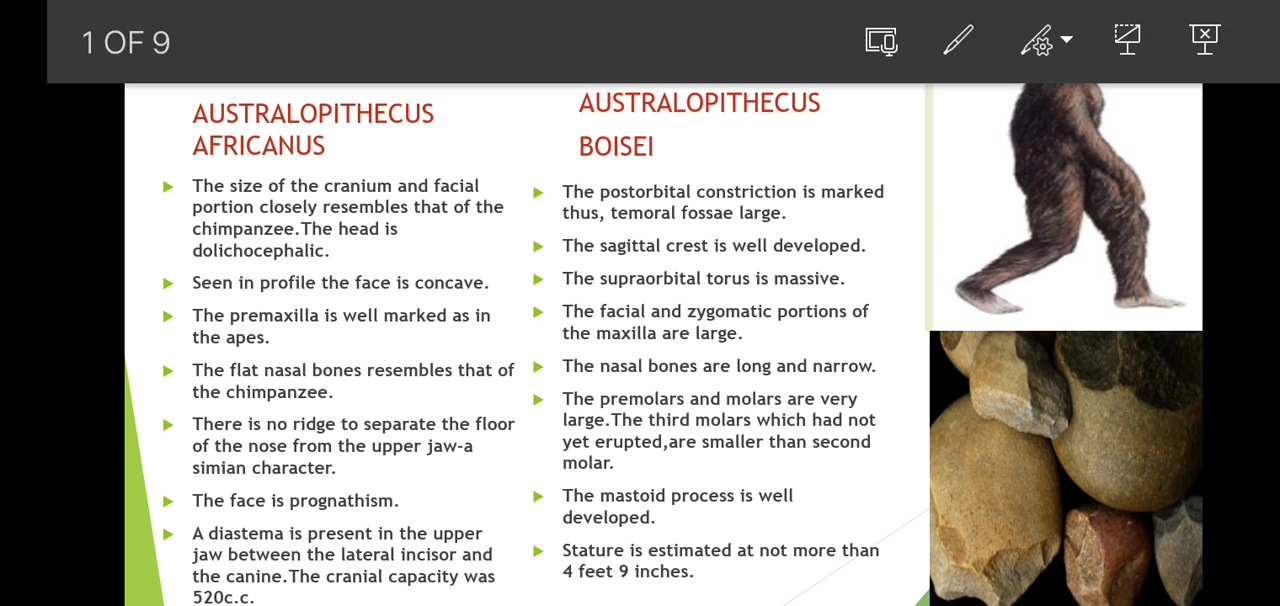 1 OF 9
AUSTRALOPITHECUS
AFRICANUS
The size of the cranium and facial
portion closely resembles that of the
chimpanzee.The head is
dolichocephalic.
Seen in profile the face is concave.
The premaxilla is well marked as in
the apes.
The flat nasal bones resembles that of
the chimpanzee.
There is no ridge to separate the floor
of the nose from the upper jaw-a
simian character.
The face is prognathism.
A diastema is present in the upper
jaw between the lateral incisor and
the canine.The cranial capacity was
520c.c.
AUSTRALOPITHECUS
BOISEI
The postorbital constriction is marked
thus, temoral fossae large.
The sagittal crest is well developed.
The supraorbital torus is massive.
The facial and zygomatic portions of
the maxilla are large.
The nasal bones are long and narrow.
The premolars and molars are very
large.The third molars which had not
yet erupted,are smaller than second
molar.
The mastoid process is well
developed.
Stature is estimated at not more than
4 feet 9 inches.